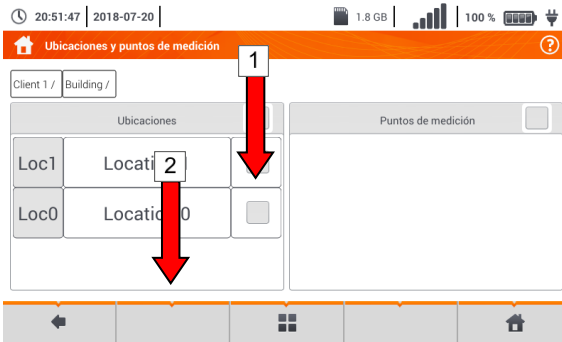 20:51:47 2018-07-20 1.8 GB 100 %
Ubicaciones y puntos de medición ?
1
Client 1 / Building /
Ubicaciones Puntos de medición
Loc1
2
Loc0